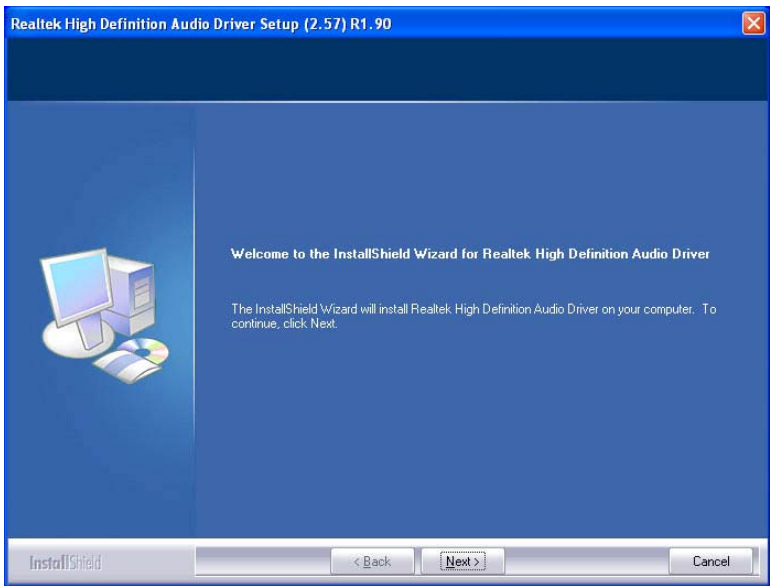 Realtek High Definition Audio Driver Setup (2.57) R1.90
Welcome to the InstallShield Wizard for Realtek High Definition Audio Driver
The InstallShield Wizard will install Realtek High Definition Audio Driver on your computer. To
continue, click Next.
InstallShield
< Back
Next >
Cancel